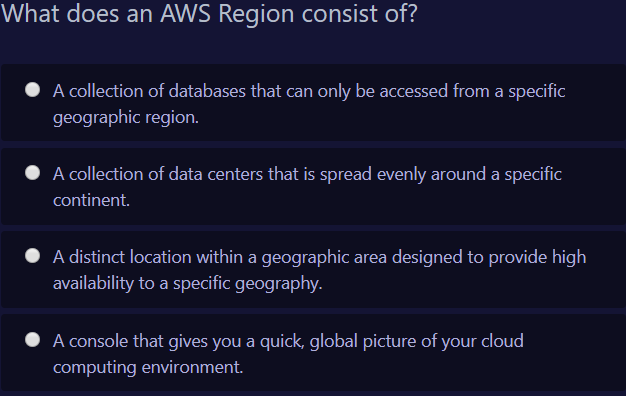 What does an AWS Region consist of?
A collection of databases that can only be accessed from a specific
geographic region.
A collection of data centers that is spread evenly around a specific
continent.
A distinct location within a geographic area designed to provide high
availability to a specific geography.
A console that gives you a quick, global picture of your cloud
computing environment.